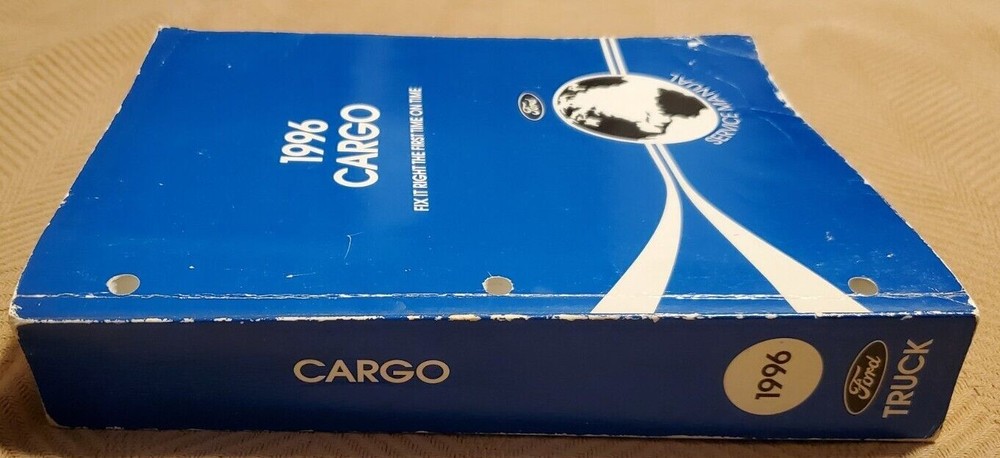 1996
CARGO
FIX IT RIGHT THE FIRST TIME ON TIME
Ford
SERVICE MANUAL
CARGO
1996
Ford
TRUCK